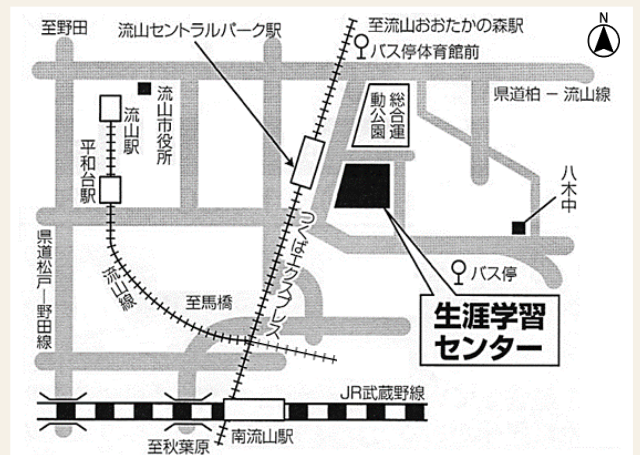 至野田
流山セントラルパーク駅
至流山おおたかの森駅
バス停体育館前
N
県道柏－流山線
総合運
動公園
流山市役所
流山駅
平和台駅
八木中
つくばエクスプレス
県道松戸―野田線
流山線
至馬橋
バス停
生涯学習
センター
JR武蔵野線
南流山駅
至秋葉原